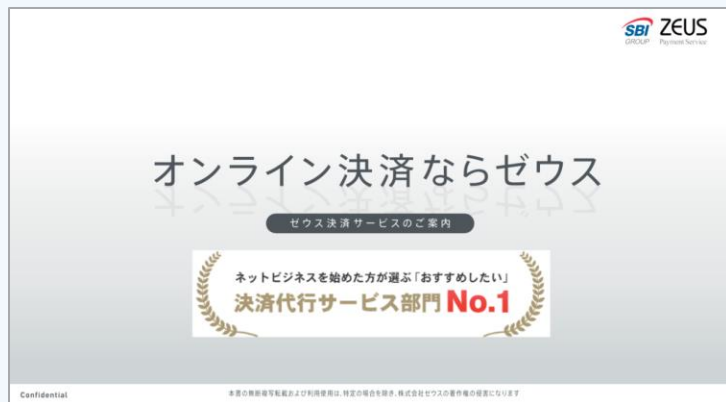 SBI ZEUS
GROUP Payment Service
オンライン決済ならゼウス
ゼウス決済サービスのご案内
ネットビジネスを始めた方が選ぶ「おすすめしたい」
決済代行サービス部門 No.1
Confidential
本書の無断複写転載および利用使用は、特定の場合を除き、株式会社ゼウスの著作権の侵害になります